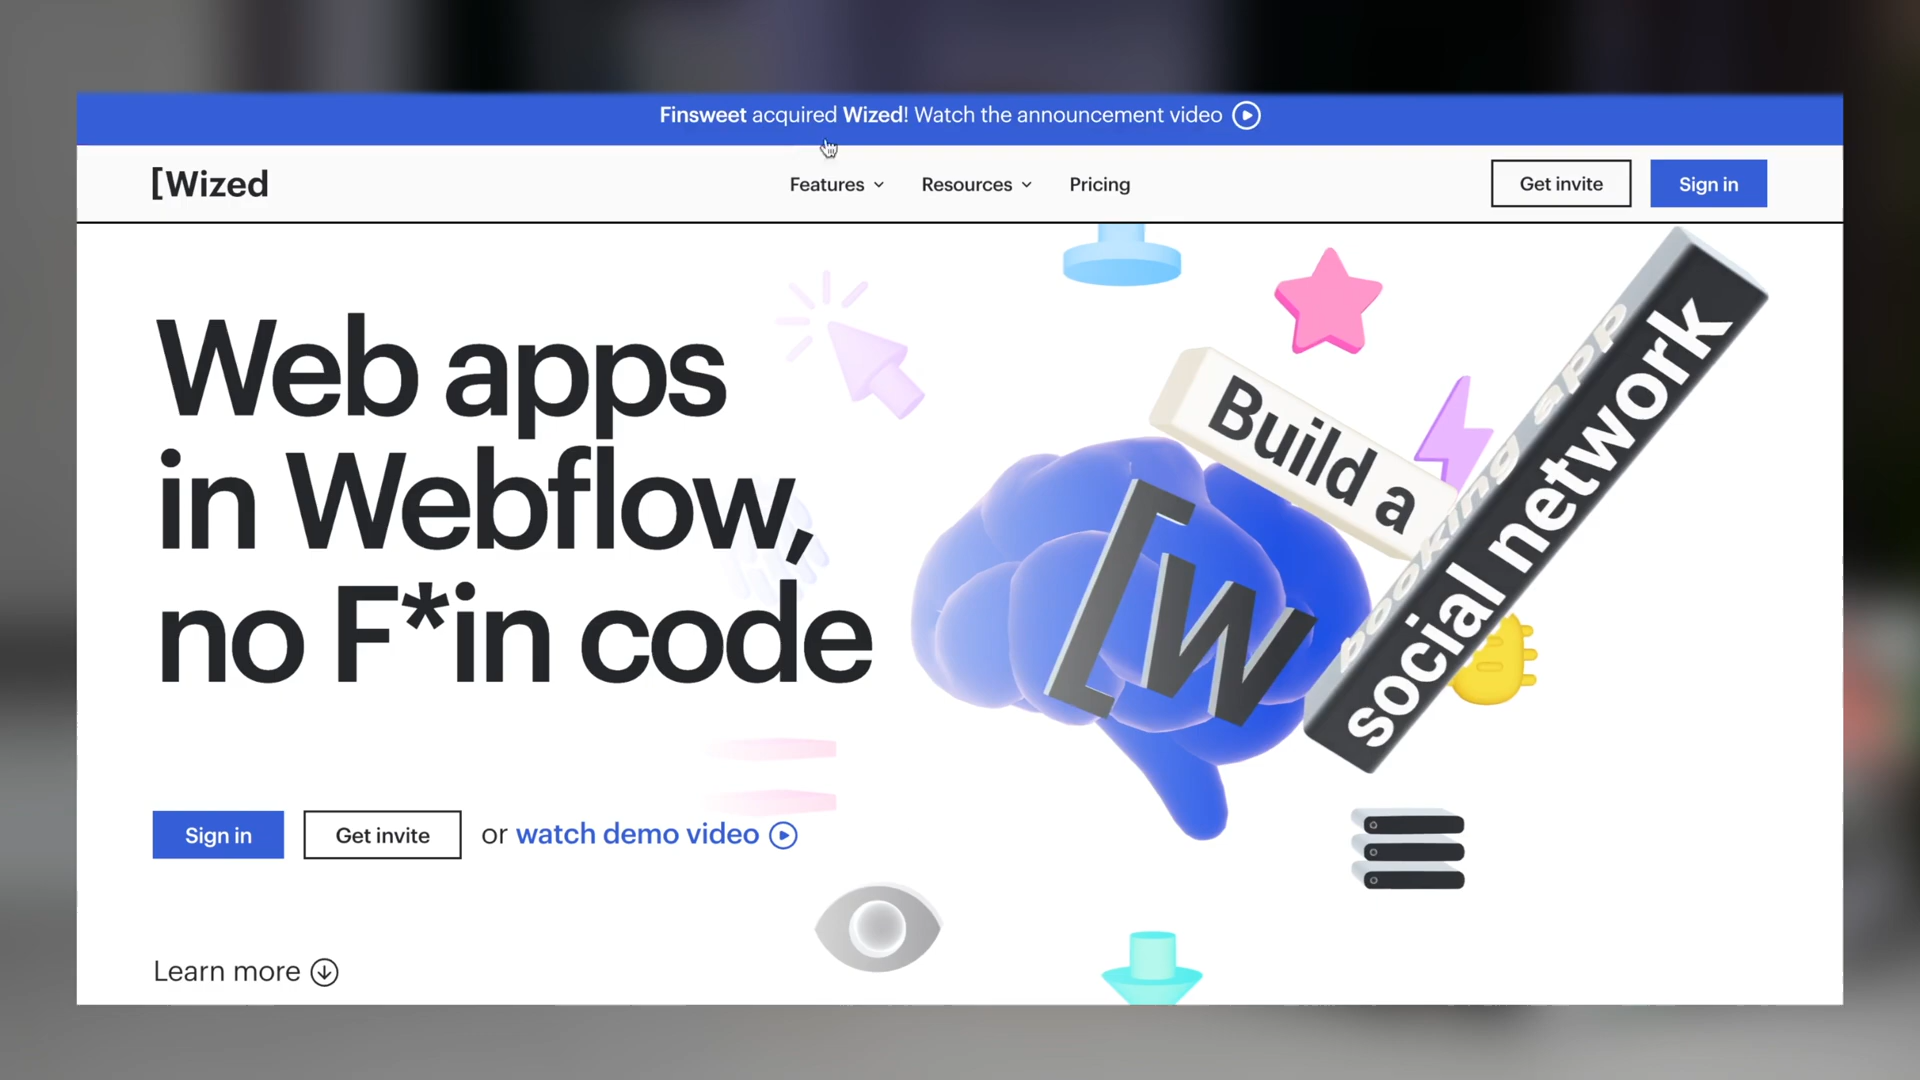 Finsweet acquired Wized! Watch the announcement video
[Wized
Features
Resources
Pricing
Get invite
Sign in
Web apps
in Webflow,
no F*in code
Build a
booking app
social network
[W
Sign in
Get invite
or watch demo video
Learn more